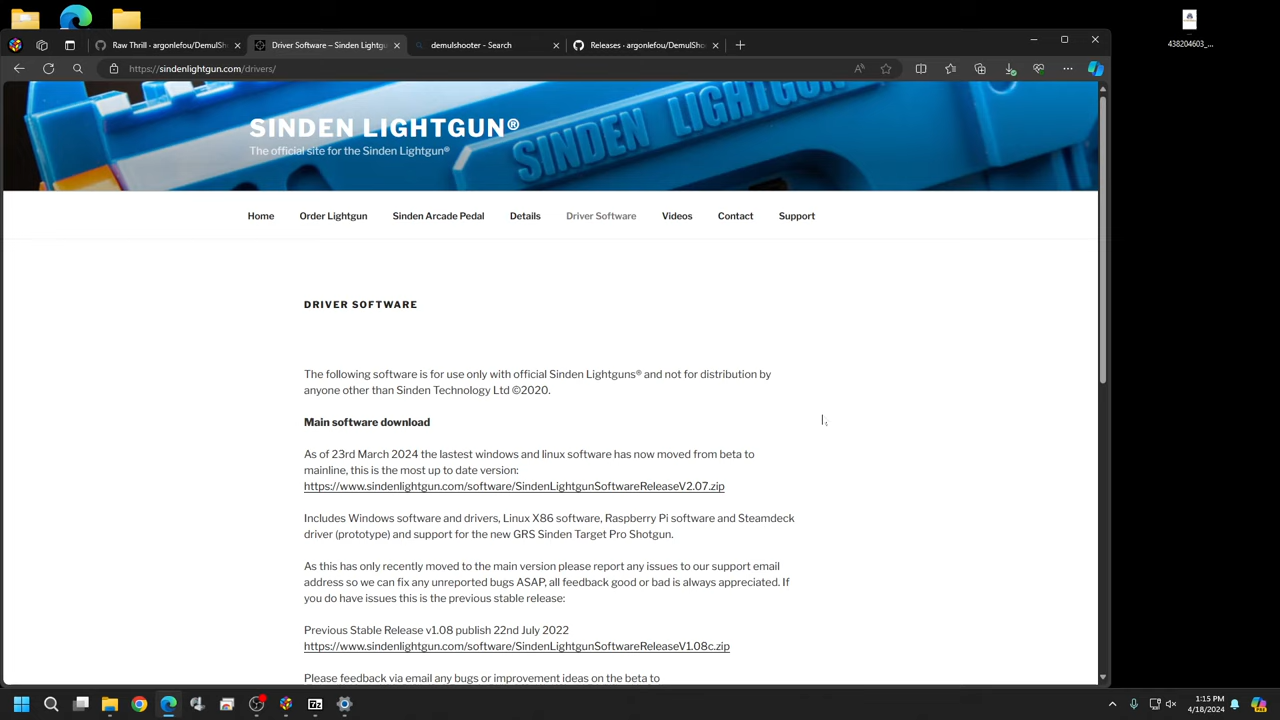 438204603_...
Raw Thrill · argonlefou/DemulSh
Driver Software – Sinden Lightgu
demulshooter - Search
Releases · argonlefou/DemulSho
https://sindenlightgun.com/drivers/
SINDEN LIGHTGUN
SINDEN LIGHTGUN®
The official site for the Sinden Lightgun®
Home
Order Lightgun
Sinden Arcade Pedal
Details
Driver Software
Videos
Contact
Support
DRIVER SOFTWARE
The following software is for use only with official Sinden Lightguns® and not for distribution by
anyone other than Sinden Technology Ltd ©2020.
Main software download
As of 23rd March 2024 the lastest windows and linux software has now moved from beta to
mainline, this is the most up to date version:
https://www.sindenlightgun.com/software/SindenLightgunSoftwareReleaseV2.07.zip
Includes Windows software and drivers, Linux X86 software, Raspberry Pi software and Steamdeck
driver (prototype) and support for the new GRS Sinden Target Pro Shotgun.
As this has only recently moved to the main version please report any issues to our support email
address so we can fix any unreported bugs ASAP, all feedback good or bad is always appreciated. If
you do have issues this is the previous stable release:
Previous Stable Release v1.08 publish 22nd July 2022
https://www.sindenlightgun.com/software/SindenLightgunSoftwareReleaseV1.08c.zip
Please feedback via email any bugs or improvement ideas on the beta to
1:15 PM
4/18/2024